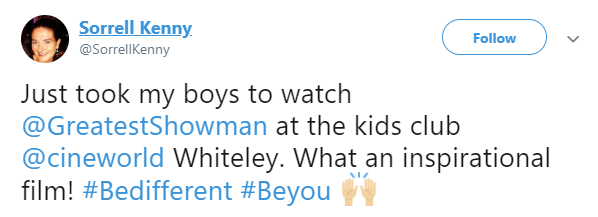 Sorrell Kenny
@SorrellKenny
Follow
Just took my boys to watch
@GreatestShowman at the kids club
@cineworld Whiteley. What an inspirational
film! #Bedifferent #Beyou 🙌🏼